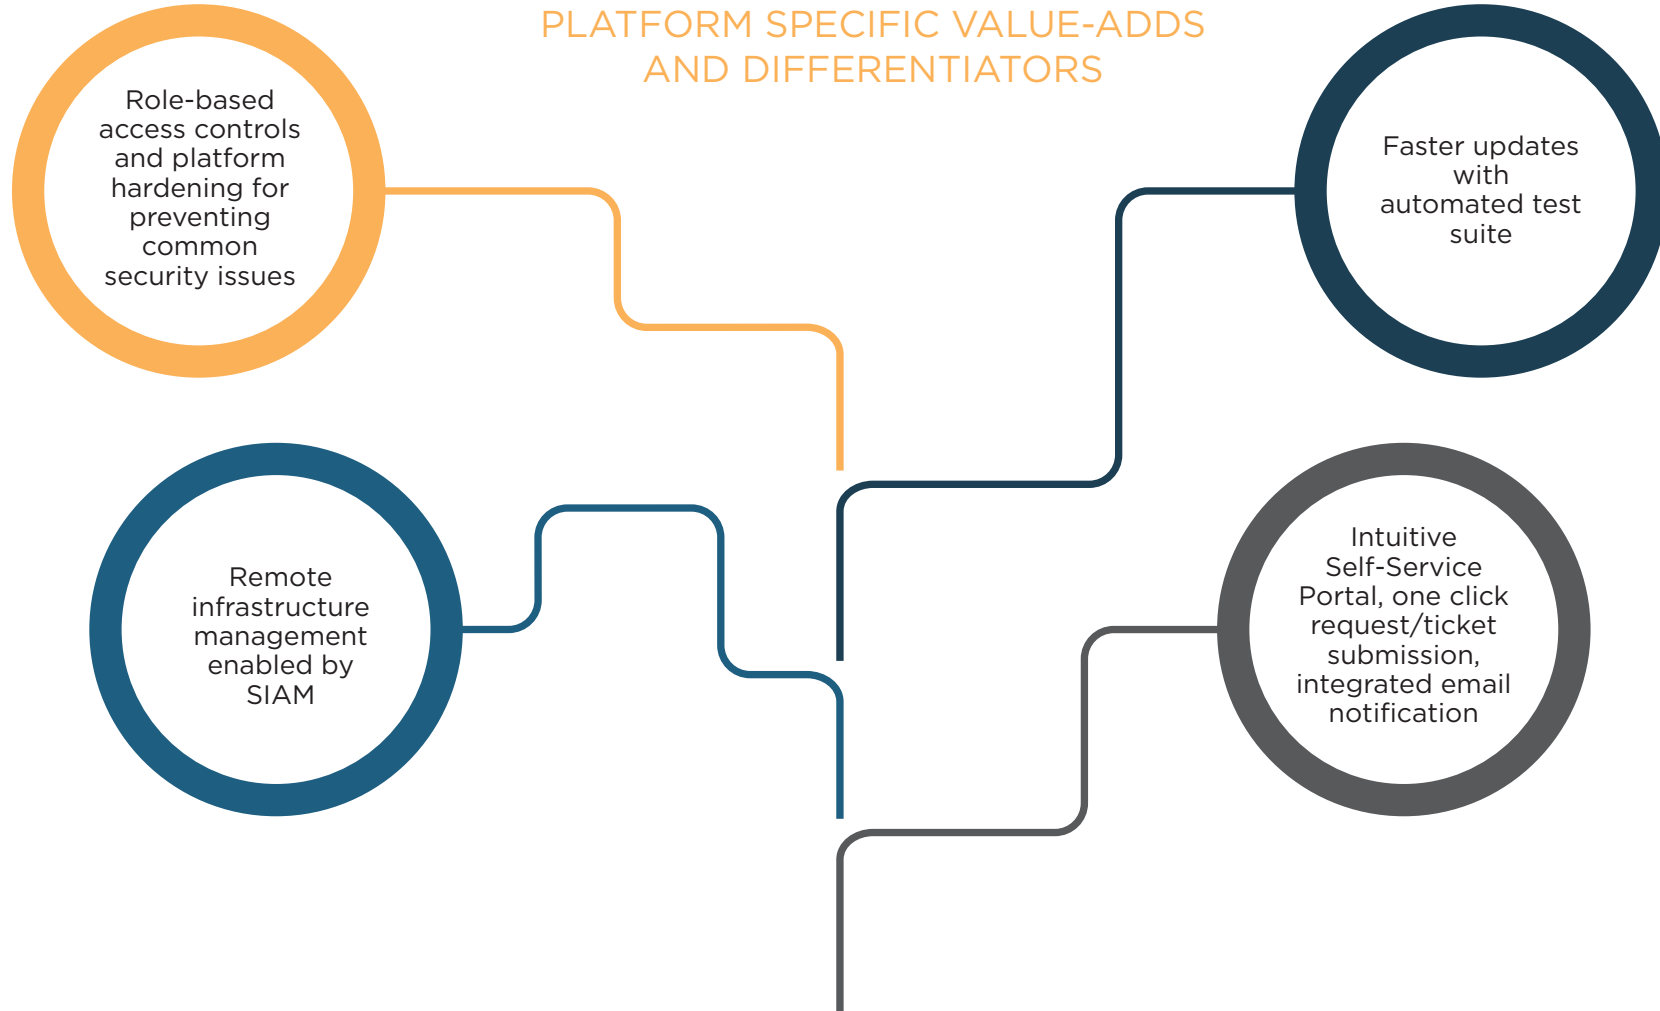 PLATFORM SPECIFIC VALUE-ADDS
AND DIFFERENTIATORS
Role-based
access controls
and platform
hardening for
preventing
common
security issues
Faster updates
with
automated test
suite
Remote
infrastructure
management
enabled by
SIAM
Intuitive
Self-Service
Portal, one click
request/ticket
submission,
integrated email
notification